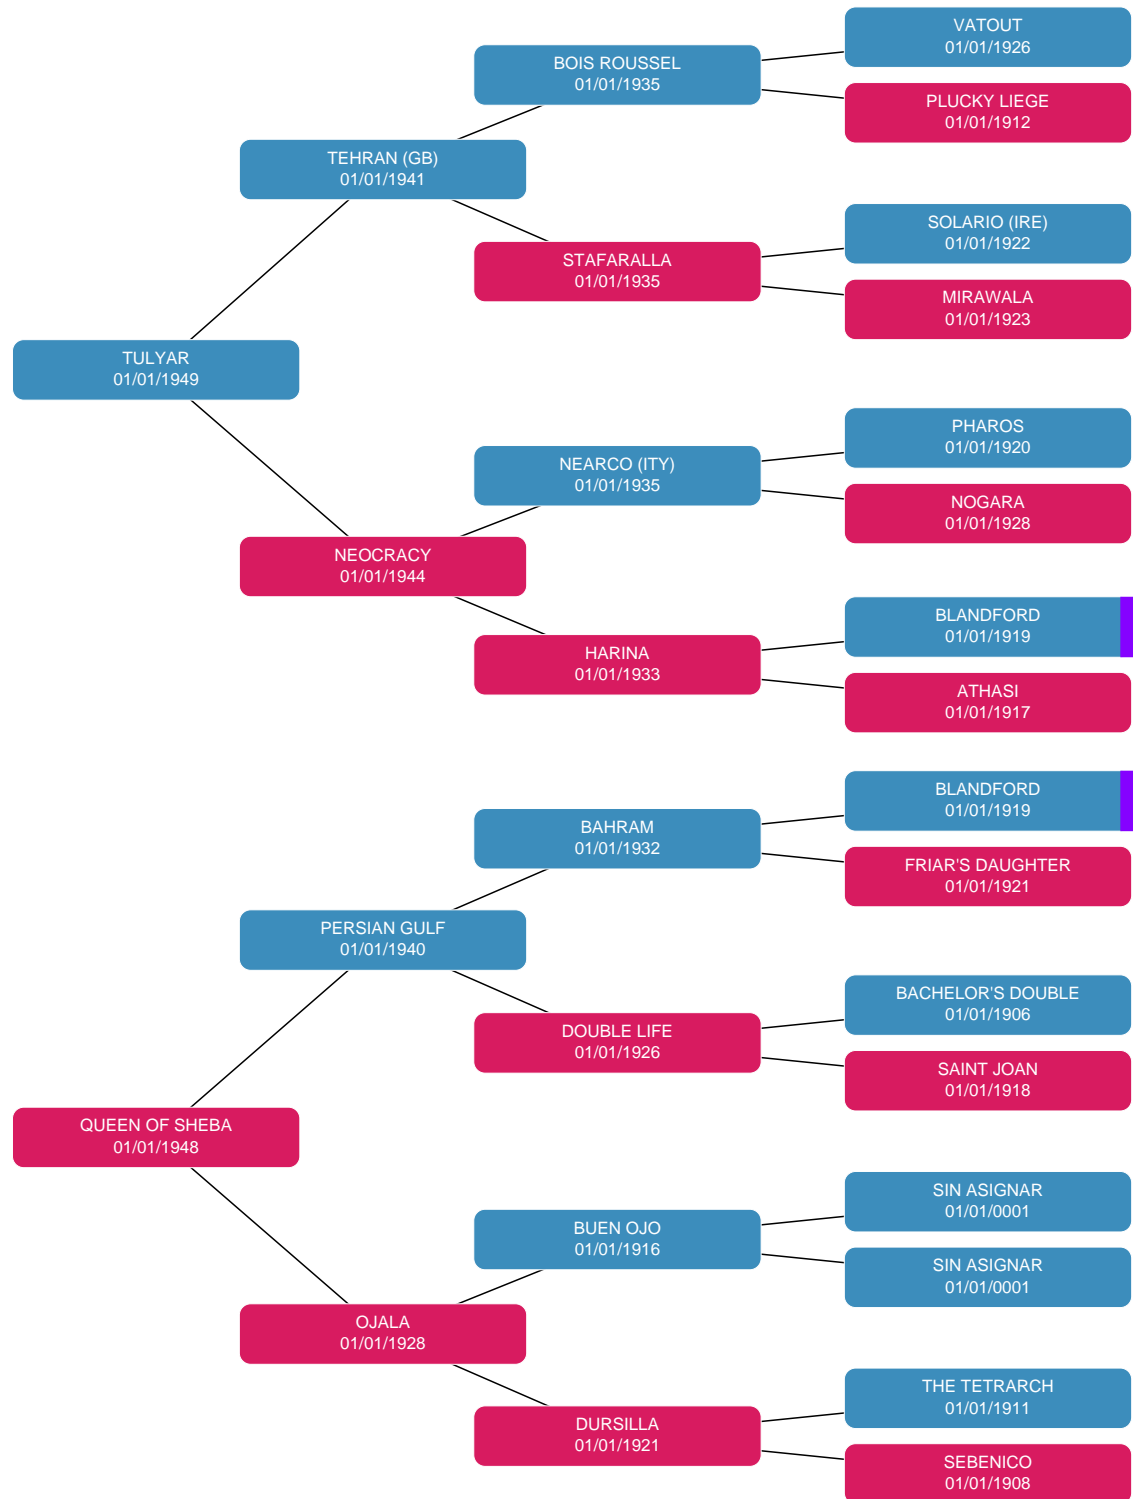 VATOUT
01/01/1926
BOIS ROUSSEL
01/01/1935
PLUCKY LIEGE
01/01/1912
TEHRAN (GB)
01/01/1941
SOLARIO (IRE)
01/01/1922
STAFARALLA
01/01/1935
MIRAWALA
01/01/1923
TULYAR
01/01/1949
PHAROS
01/01/1920
NEARCO (ITY)
01/01/1935
NOGARA
01/01/1928
NEOCRACY
01/01/1944
BLANDFORD
01/01/1919
HARINA
01/01/1933
ATHASI
01/01/1917
BLANDFORD
01/01/1919
BAHRAM
01/01/1932
FRIAR'S DAUGHTER
01/01/1921
PERSIAN GULF
01/01/1940
BACHELOR'S DOUBLE
01/01/1906
DOUBLE LIFE
01/01/1926
SAINT JOAN
01/01/1918
QUEEN OF SHEBA
01/01/1948
SIN ASIGNAR
01/01/0001
BUEN OJO
01/01/1916
SIN ASIGNAR
01/01/0001
OJALA
01/01/1928
THE TETRARCH
01/01/1911
DURSILLA
01/01/1921
SEBENICO
01/01/1908